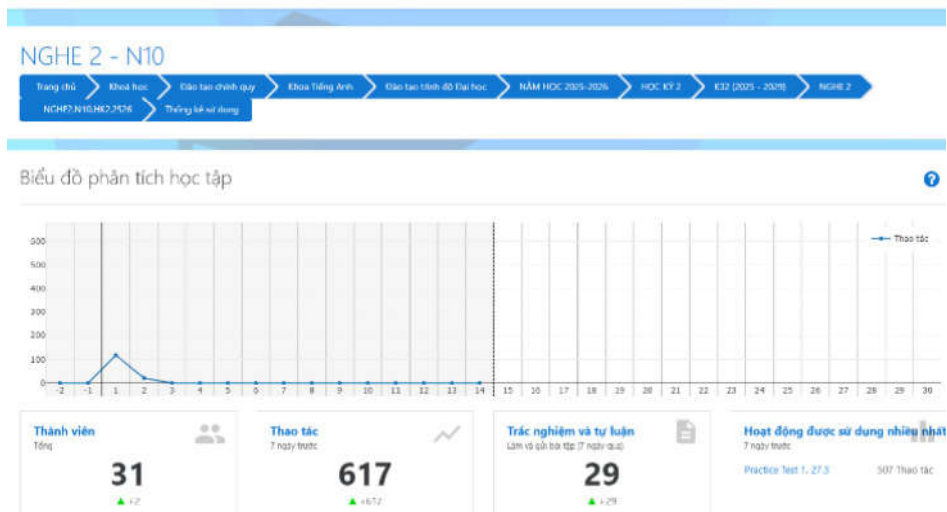 NGHE 2 - N10
Trang chủ Khoá học Đào tạo chính quy Khoa Tiếng Anh Đào tạo trình độ Đại học NĂM HỌC 2025-2026 HỌC KỲ 2 K32 (2025 - 2029) NGHE 2
NGHE2.N10.HK2.2526 Thống kê sử dụng
Biểu đồ phân tích học tập
Thao tác
600
500
400
300
200
100
0
-2 -1 1 2 3 4 5 6 7 8 9 10 11 12 13 14 15 16 17 18 19 20 21 22 23 24 25 26 27 28 29 30
Thành viên Thao tác Trắc nghiệm và tự luận Hoạt động được sử dụng nhiều nhất
Tổng 7 ngày trước Làm và gửi bài tập (7 ngày qua) 7 ngày trước
Practice Test 1. 27.3 507 Thao tác
31 617 29
+2 +612 +29